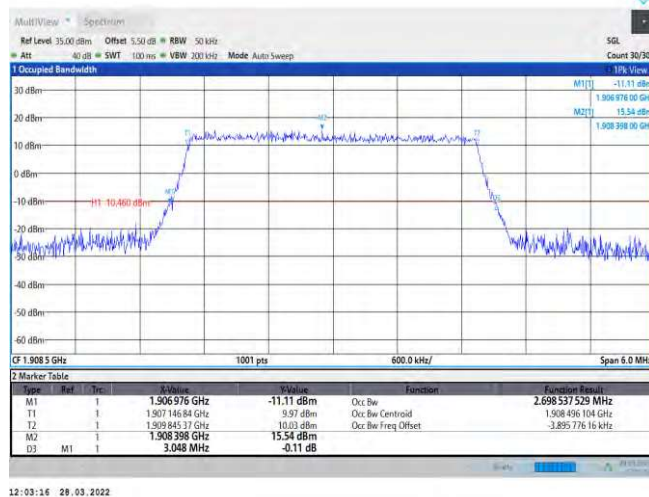 MultiView Spectrum
Ref Level 35.00 dBm Offset 5.50 dB RBW 50 kHz SGL
Att 40 dB SWT 100 ms VBW 200 kHz Mode Auto Sweep Count 30/30
1 Occupied Bandwidth 1Pk View
M1[1] -11.11 dBm
1.906 976 00 GHz
M2[1] 15.54 dBm
1.908 398 00 GHz
30 dBm
20 dBm
M2
T1 T2
10 dBm
0 dBm
M1
-10 dBm
H1 -10.460 dBm
D3
-20 dBm
-30 dBm
-40 dBm
-50 dBm
-60 dBm
CF 1.908 5 GHz 1001 pts 600.0 kHz/ Span 6.0 MHz
2 Marker Table
Type Ref Trc X-Value Y-Value Function Function Result
M1 1 1.906 976 GHz -11.11 dBm Occ Bw 2.698 537 529 MHz
T1 1 1.907 146 84 GHz 9.97 dBm Occ Bw Centroid 1.908 496 104 GHz
T2 1 1.909 845 37 GHz 10.03 dBm Occ Bw Freq Offset -3.895 776 16 kHz
M2 1 1.908 398 GHz 15.54 dBm
D3 M1 1 3.048 MHz -0.11 dB
12:03:16 28.03.2022